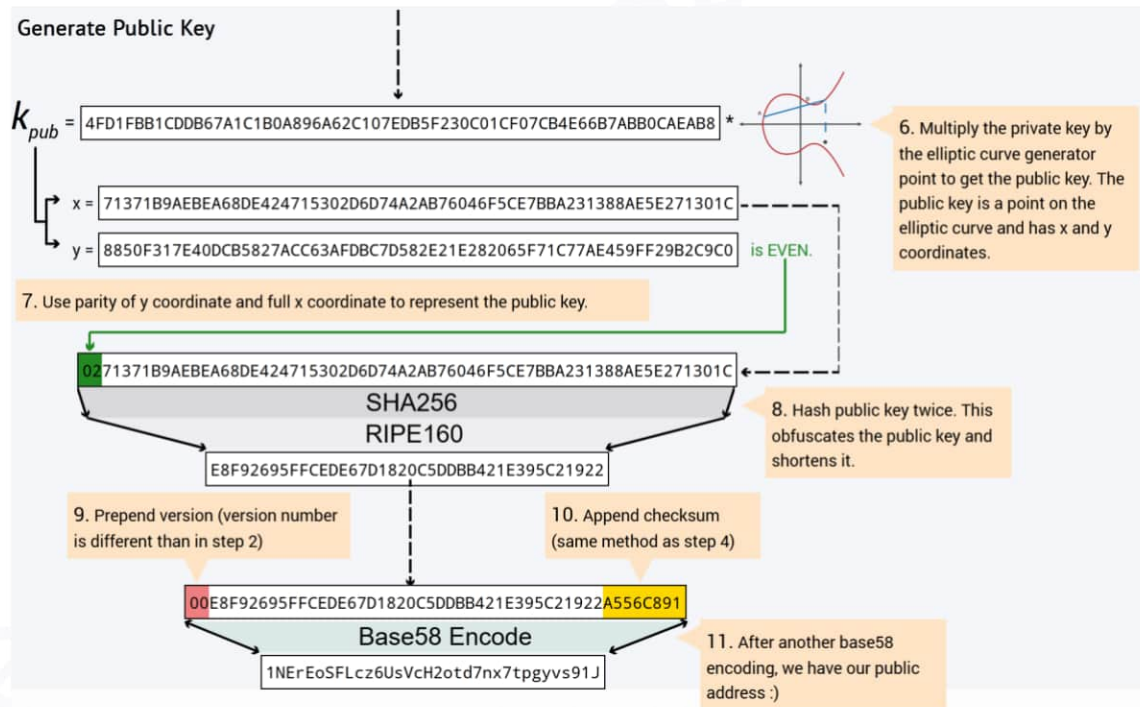 Generate Public Key
kpub = 4FD1FBB1CDDB67A1C1B0A896A62C107EDB5F230C01CF07CB4E66B7ABB0CAEAB8 *
6. Multiply the private key by
the elliptic curve generator
point to get the public key. The
public key is a point on the
elliptic curve and has x and y
coordinates.
x = 71371B9AEBEA68DE424715302D6D74A2AB76046F5CE7BBA231388AE5E271301C
y = 8850F317E40DCB5827ACC63AFDBC7D582E21E282065F71C77AE459FF29B2C9C0 is EVEN.
7. Use parity of y coordinate and full x coordinate to represent the public key.
0271371B9AEBEA68DE424715302D6D74A2AB76046F5CE7BBA231388AE5E271301C
SHA256
RIPE160
8. Hash public key twice. This
obfuscates the public key and
shortens it.
E8F92695FFCEDE67D1820C5DDBB421E395C21922
9. Prepend version (version number
is different than in step 2)
10. Append checksum
(same method as step 4)
00E8F92695FFCEDE67D1820C5DDBB421E395C21922A556C891
Base58 Encode
1NErEoSFLcz6UsVcH2otd7nx7tpgyvs91J
11. After another base58
encoding, we have our public
address :)